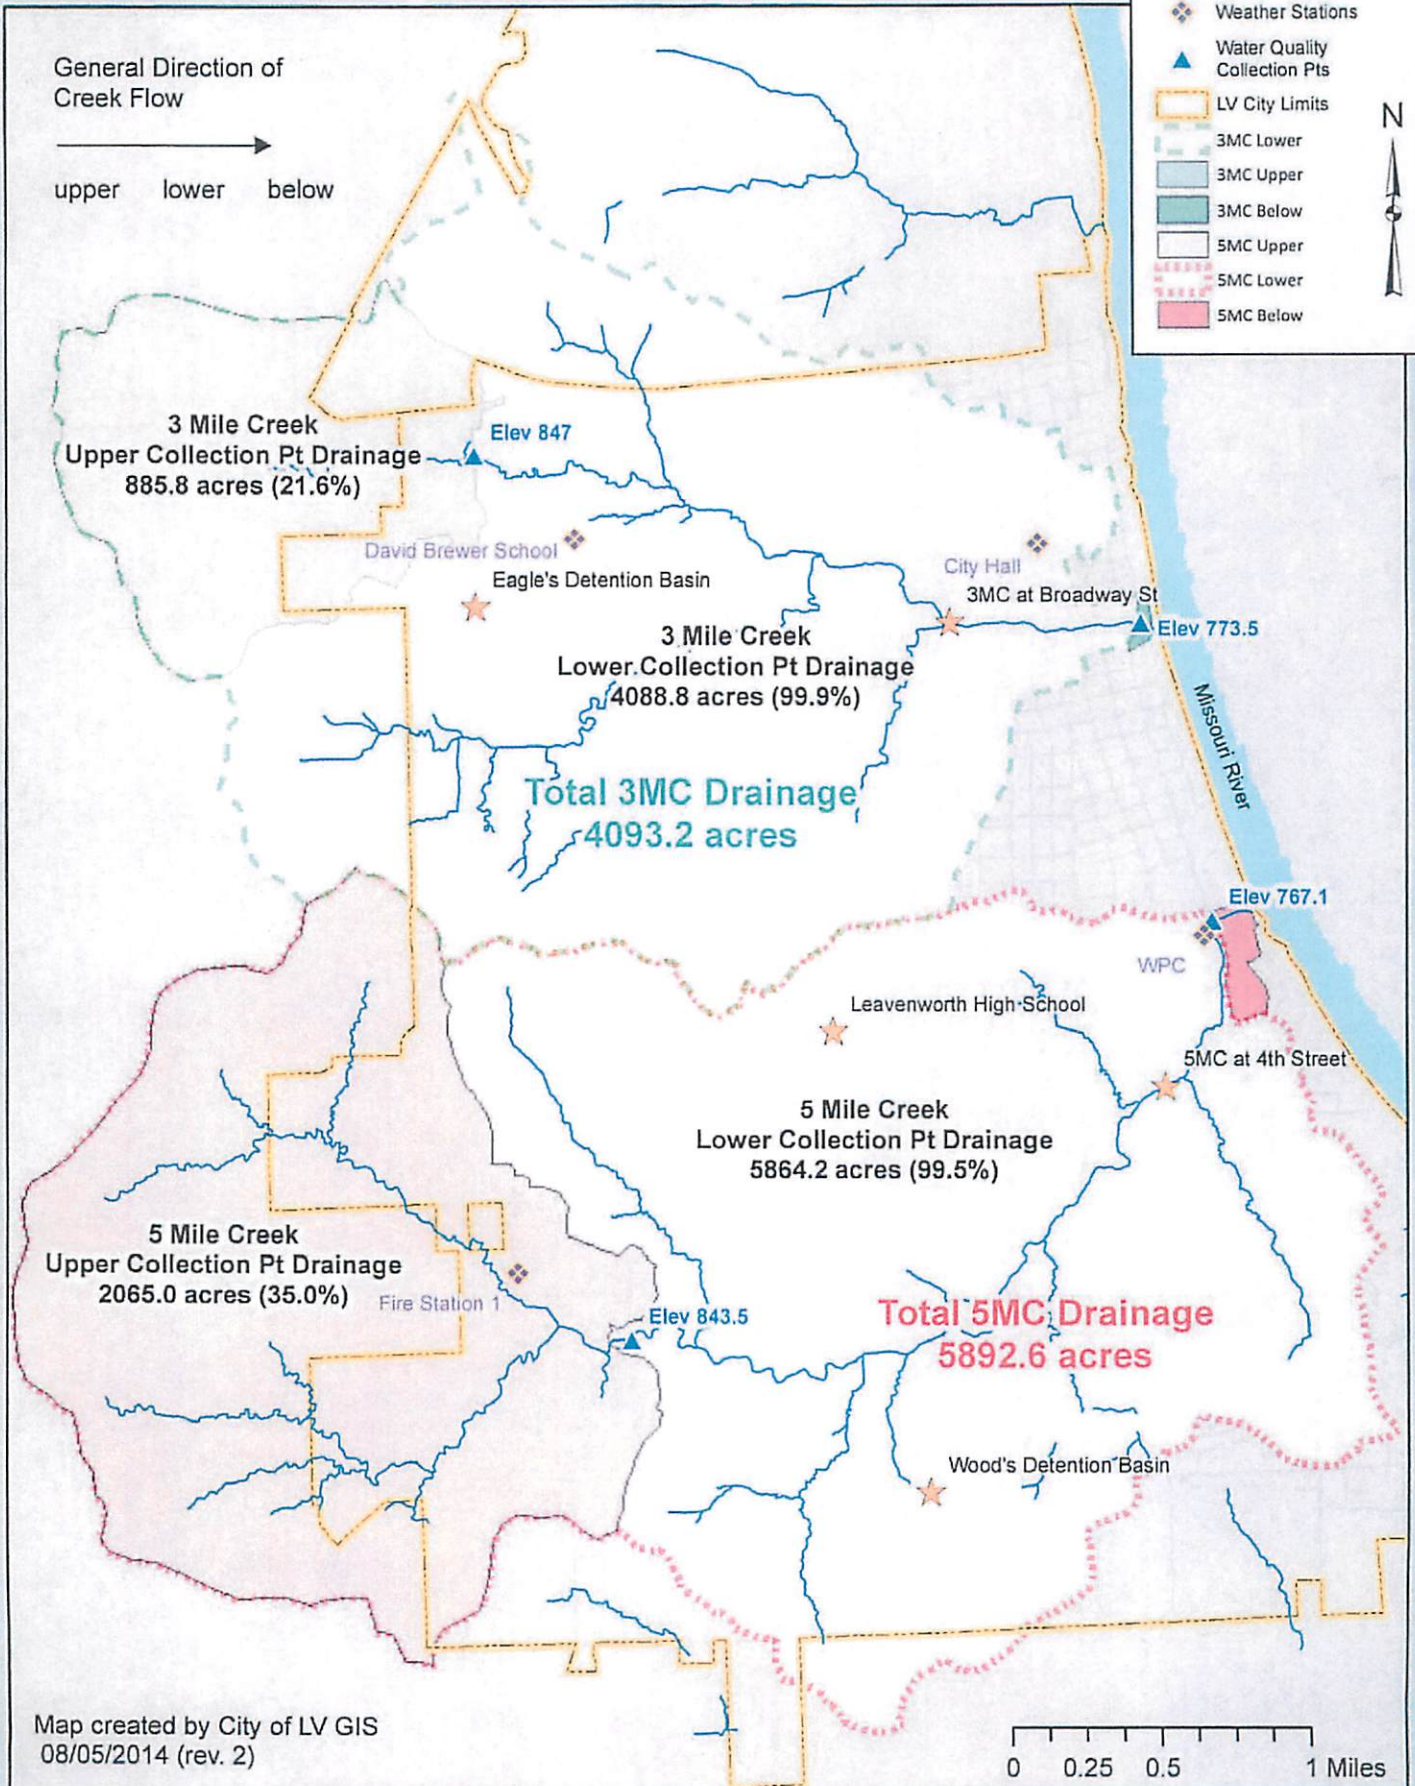 General Direction of
Creek Flow
upper lower below
Weather Stations
Water Quality
Collection Pts
LV City Limits
3MC Lower
3MC Upper
3MC Below
5MC Upper
5MC Lower
5MC Below
N
3 Mile Creek
Upper Collection Pt Drainage
885.8 acres (21.6%)
Elev 847
David Brewer School
Eagle's Detention Basin
City Hall
3MC at Broadway St
Elev 773.5
3 Mile Creek
Lower Collection Pt Drainage
4088.8 acres (99.9%)
Missouri River
Total 3MC Drainage
4093.2 acres
Elev 767.1
WPC
Leavenworth High School
5MC at 4th Street
5 Mile Creek
Lower Collection Pt Drainage
5864.2 acres (99.5%)
5 Mile Creek
Upper Collection Pt Drainage
2065.0 acres (35.0%)
Fire Station 1
Elev 843.5
Total 5MC Drainage
5892.6 acres
Wood's Detention Basin
Map created by City of LV GIS
08/05/2014 (rev. 2)
0 0.25 0.5 1 Miles